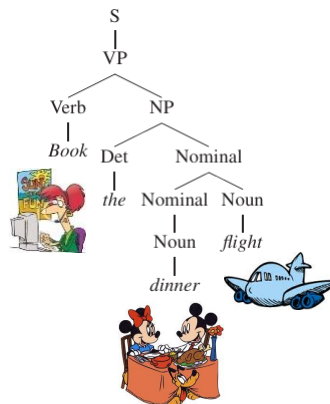 S
VP
Verb NP
Book Det Nominal
the Nominal Noun
Noun flight
dinner